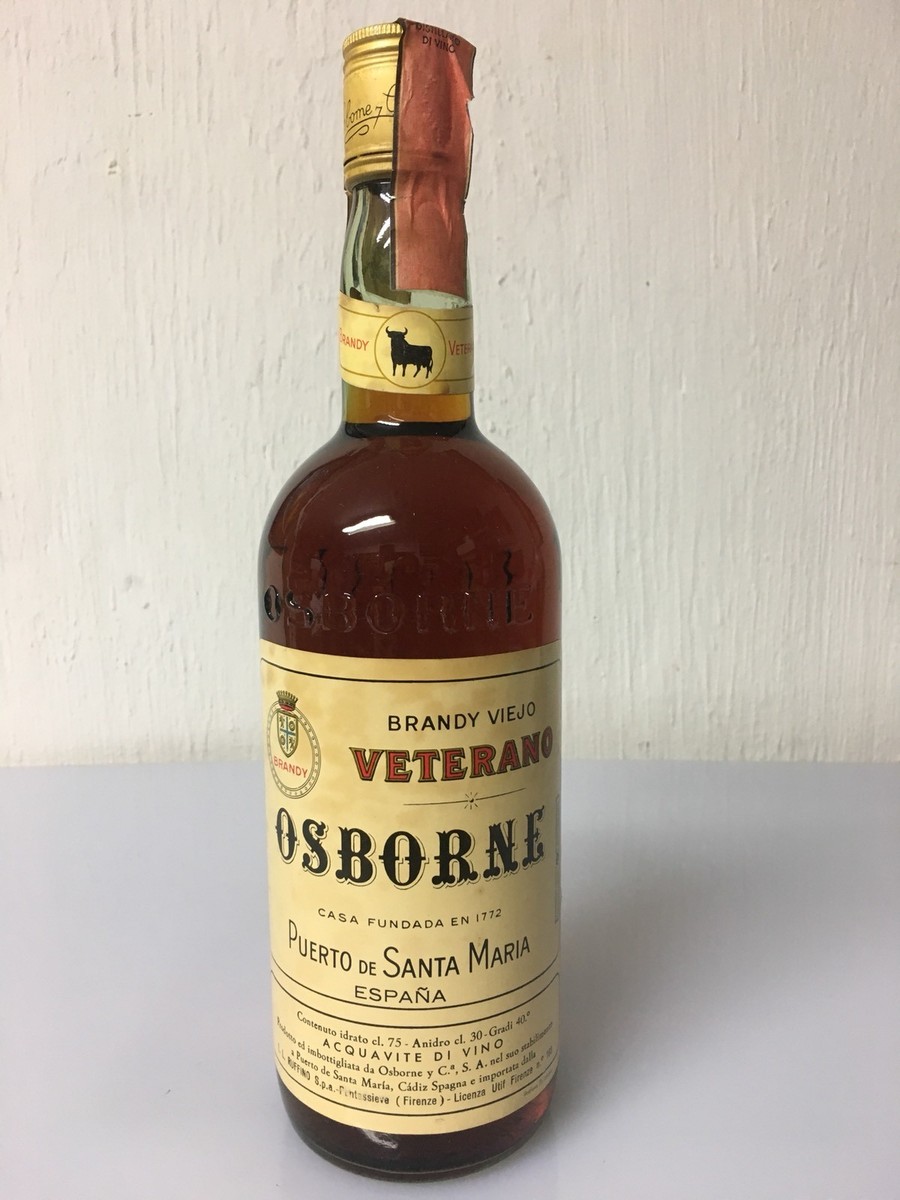 DI VINO
BRANDY
VETER
OSBORNE
BRANDY
BRANDY VIEJO
VETERANO
OSBORNE
CASA FUNDADA EN 1772
PUERTO DE SANTA MARIA
ESPAÑA
Contenuto idrato cl. 75 - Anidro cl. 30 - Gradi 40.º
ACQUAVITE DI VINO
Prodotto ed imbottigliata da Osborne y C.ª, S. A. nel suo stabilimento
a Puerto de Santa María, Cádiz Spagna e importata dalla
RUFFINO S.p.a. - Pontassieve ( Firenze ) - Licenza Utif Firenze n.º